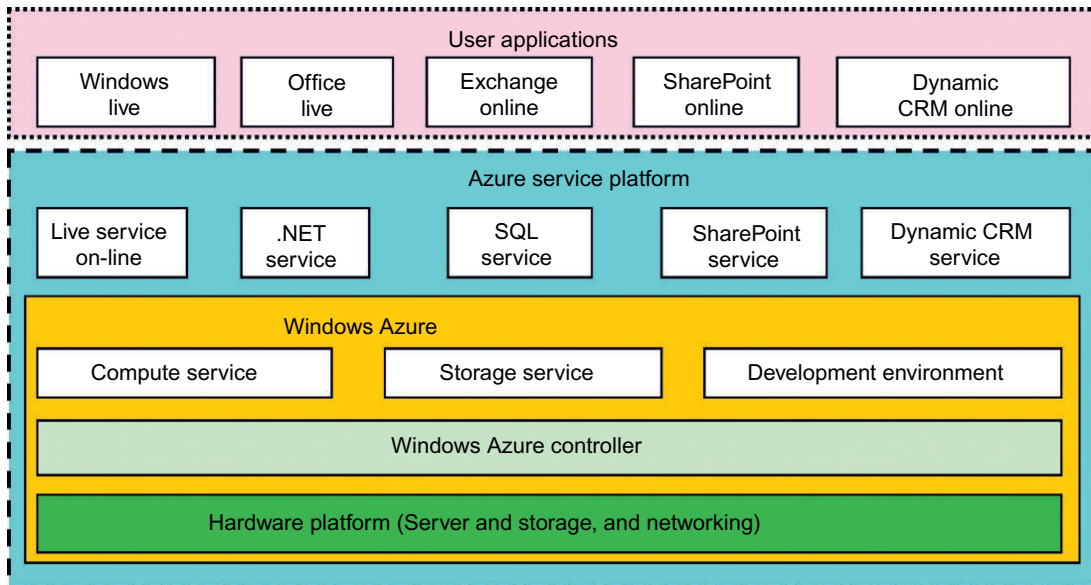 User applications
Windows
live
Office
live
Exchange
online
SharePoint
online
Dynamic
CRM online
Azure service platform
Live service
on-line
.NET
service
SQL
service
SharePoint
service
Dynamic CRM
service
Windows Azure
Compute service
Storage service
Development environment
Windows Azure controller
Hardware platform (Server and storage, and networking)